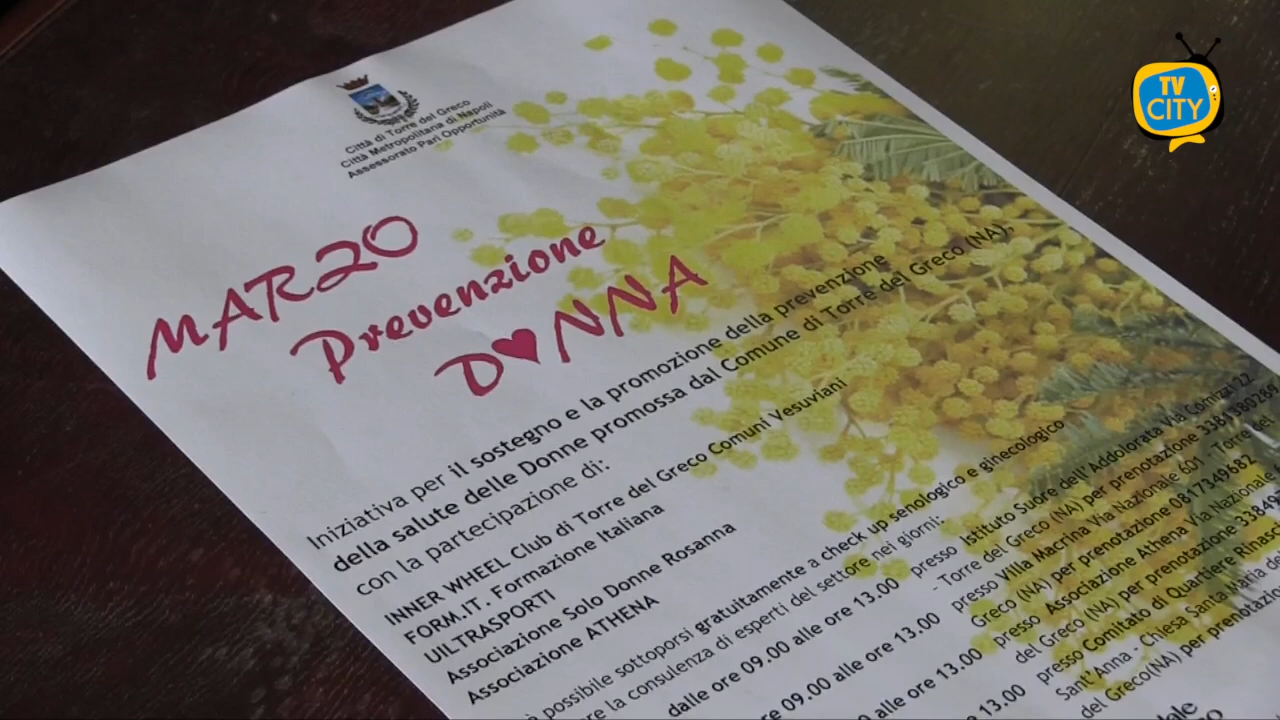 TV
CITY
Città di Torre del Greco
Città Metropolitana di Napoli
Assessorato Pari Opportunità
MARZO
Prevenzione
DONNA
Iniziativa per il sostegno e la promozione della prevenzione
della salute delle Donne promossa dal Comune di Torre del Greco (NA),
con la partecipazione di:
INNER WHEEL Club di Torre del Greco Comuni Vesuviani
FORM.IT. Formazione Italiana
UILTRASPORTI
Associazione Solo Donne Rosanna
Associazione ATHENA
possibile sottoporsi gratuitamente a check up senologico e ginecologico
la consulenza di esperti del settore nei giorni:
dalle ore 09.00 alle ore 13.00 presso Istituto Suore dell'Addolorata Via Comizi 22
- Torre del Greco (NA) per prenotazione
09.00 alle ore 13.00 presso Villa Macrina Via Nazionale 601 - Torre del
Greco (NA) per prenotazione
alle ore 13.00 presso Associazione Athena Via Nazionale
del Greco (NA) per prenotazione
13.00 presso Comitato di Quartiere
Sant'Anna - Chiesa Santa Maria
del Greco(NA) per